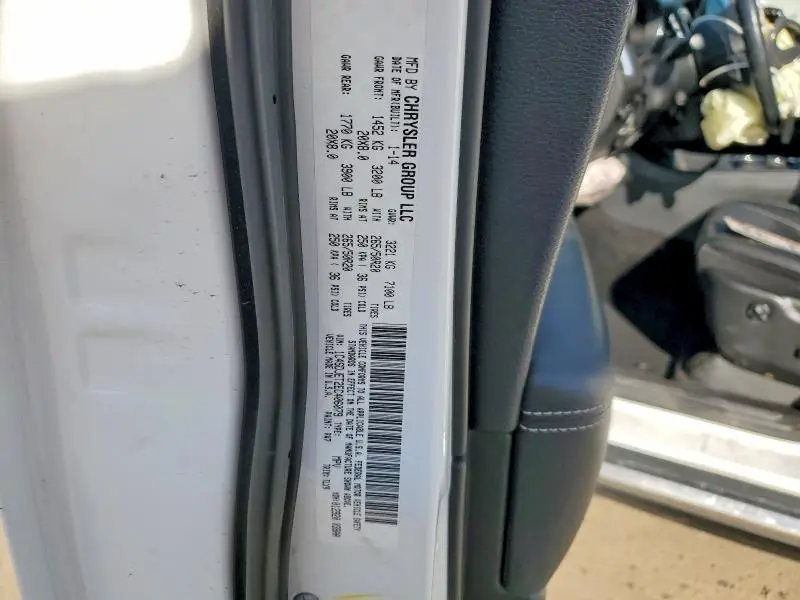 MFD BY CHRYSLER GROUP LLC
DATE OF MFR(BUILT): 1-14 GVWR: 3221 KG 7100 LB
GAWR FRONT: 1452 KG 3200 LB WITH 265/50R20 TIRES
20X8.0 RIMS AT 250 KPA ( 36 PSI) COLD
GAWR REAR: 1770 KG 3900 LB WITH 265/50R20 TIRES
20X8.0 RIMS AT 250 KPA ( 36 PSI) COLD
THIS VEHICLE CONFORMS TO ALL APPLICABLE U.S.A. FEDERAL MOTOR VEHICLE SAFETY
STANDARDS IN EFFECT ON THE DATE OF MANUFACTURE SHOWN ABOVE.
VIN: TYPE: MPV
VEHICLE MADE IN U.S.A. PAINT: TRIM: